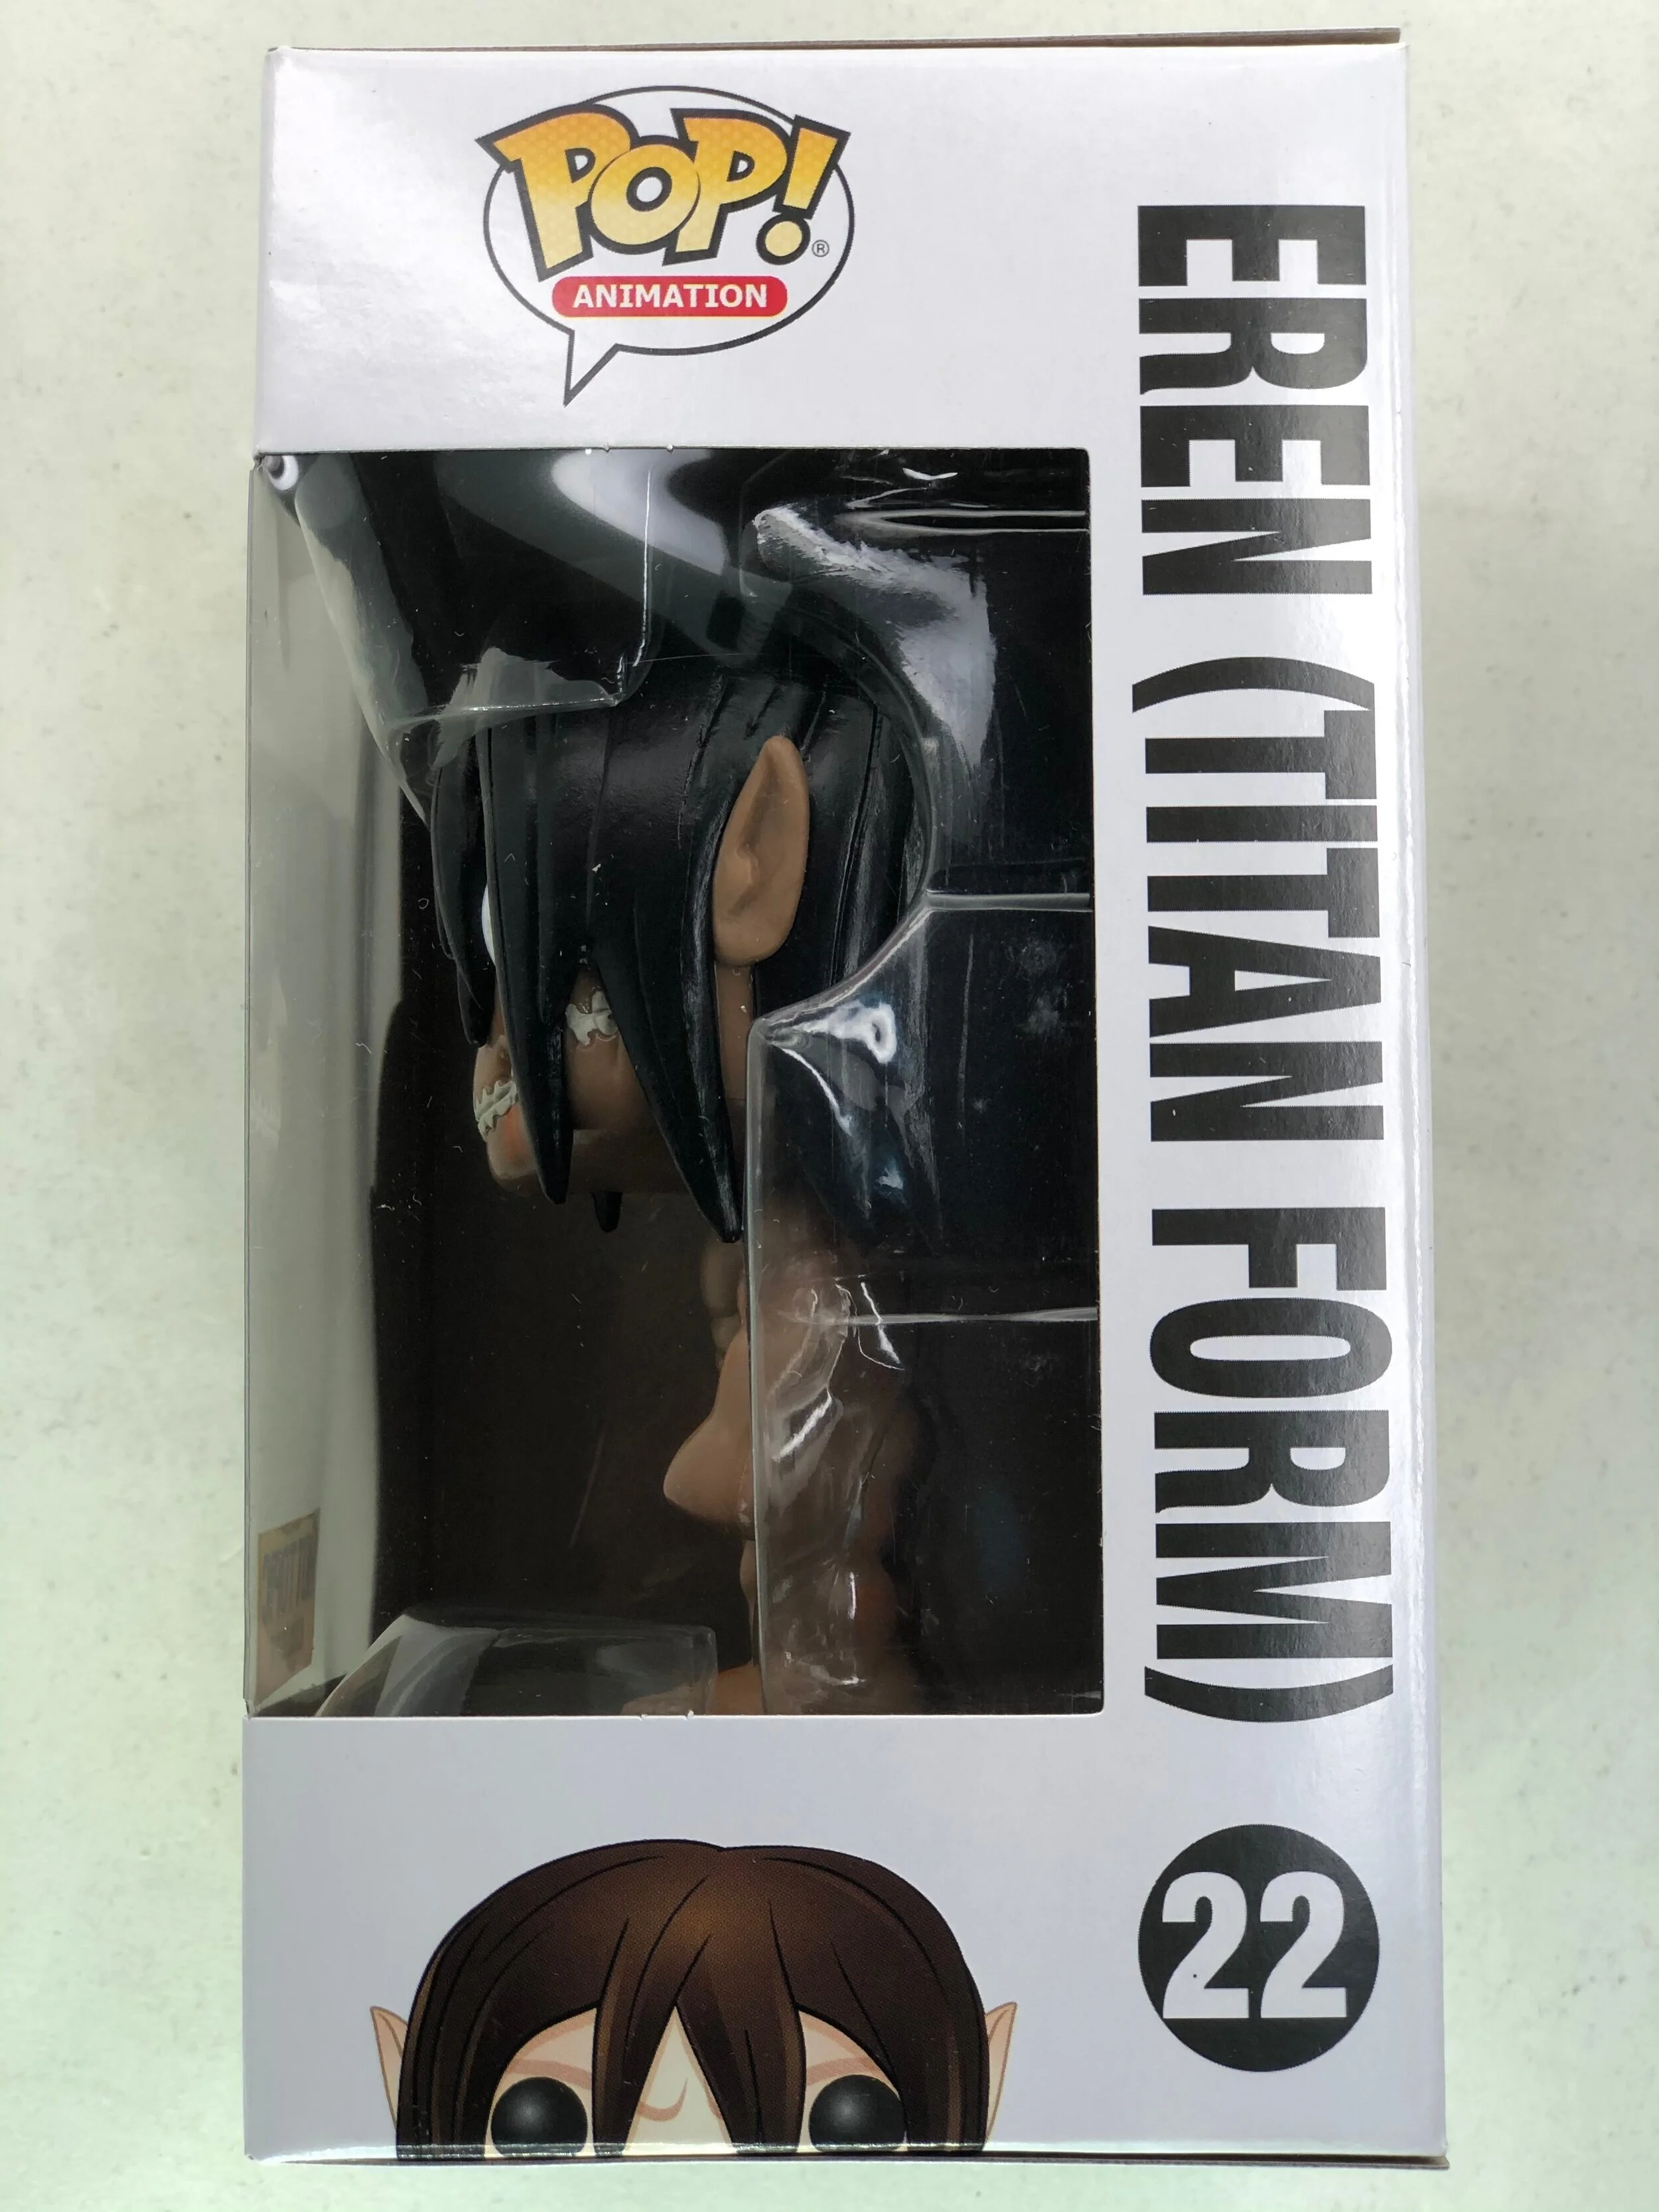 POP!®
ANIMATION
EREN (TITAN FORM)
22